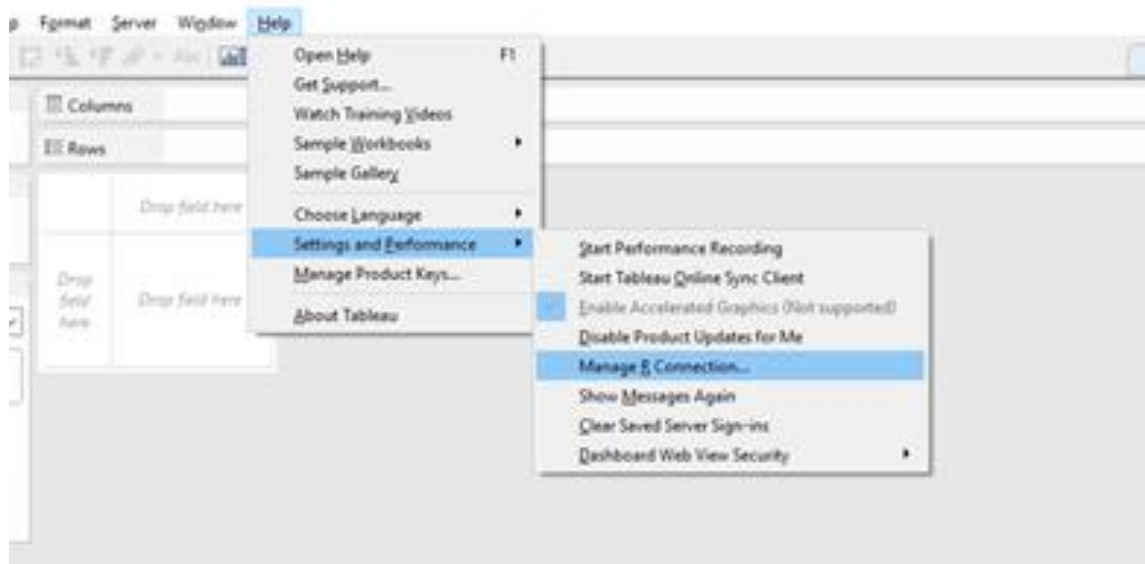 Format Server Window Help
Abc
Open Help F1
Get Support...
Watch Training Videos
Sample Workbooks
Sample Gallery
Choose Language
Settings and Performance
Manage Product Keys...
About Tableau
Columns
Rows
Drop field here
Drop
field
here
Drop field here
Start Performance Recording
Start Tableau Online Sync Client
Enable Accelerated Graphics (Not supported)
Disable Product Updates for Me
Manage R Connection...
Show Messages Again
Clear Saved Server Sign-ins
Dashboard Web View Security